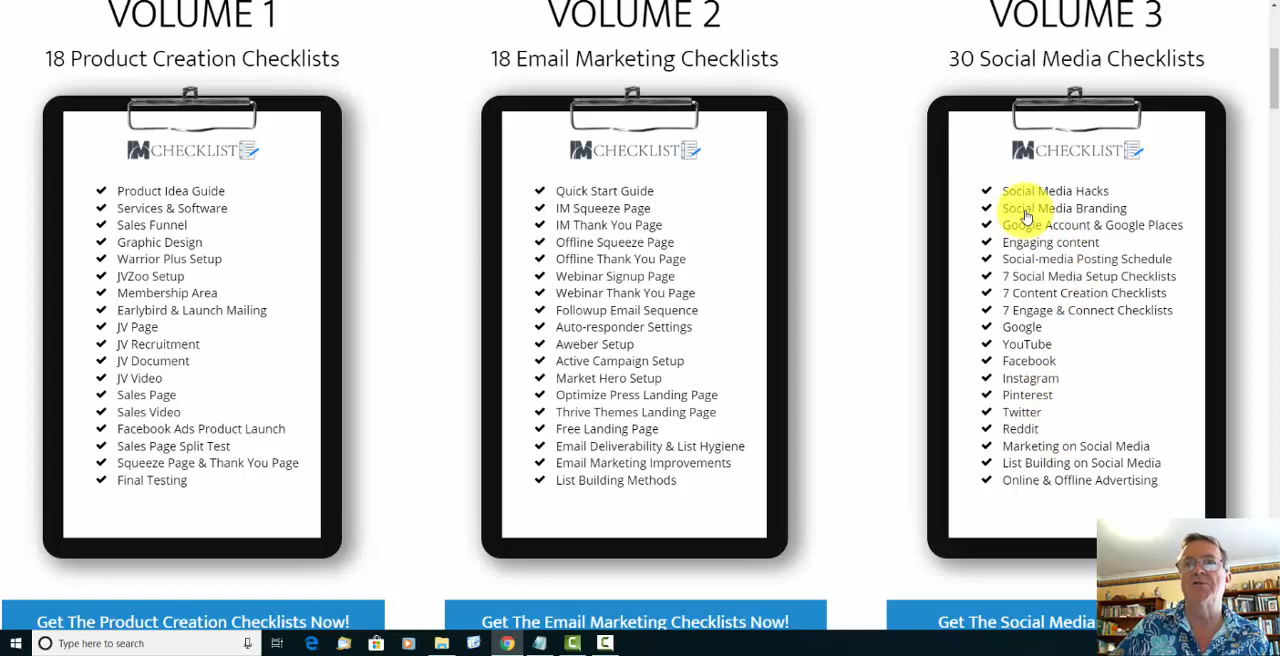 VOLUME 1
18 Product Creation Checklists
IM CHECKLIST
Product Idea Guide
Services & Software
Sales Funnel
Graphic Design
Warrior Plus Setup
JVZoo Setup
Membership Area
Earlybird & Launch Mailing
JV Page
JV Recruitment
JV Document
JV Video
Sales Page
Sales Video
Facebook Ads Product Launch
Sales Page Split Test
Squeeze Page & Thank You Page
Final Testing
Get The Product Creation Checklists Now!
VOLUME 2
18 Email Marketing Checklists
IM CHECKLIST
Quick Start Guide
IM Squeeze Page
IM Thank You Page
Offline Squeeze Page
Offline Thank You Page
Webinar Signup Page
Webinar Thank You Page
Followup Email Sequence
Auto-responder Settings
Aweber Setup
Active Campaign Setup
Market Hero Setup
Optimize Press Landing Page
Thrive Themes Landing Page
Free Landing Page
Email Deliverability & List Hygiene
Email Marketing Improvements
List Building Methods
Get The Email Marketing Checklists Now!
VOLUME 3
30 Social Media Checklists
IM CHECKLIST
Social Media Hacks
Social Media Branding
Google Account & Google Places
Engaging content
Social-media Posting Schedule
7 Social Media Setup Checklists
7 Content Creation Checklists
7 Engage & Connect Checklists
Google
YouTube
Facebook
Instagram
Pinterest
Twitter
Reddit
Marketing on Social Media
List Building on Social Media
Online & Offline Advertising
Get The Social Media
Type here to search